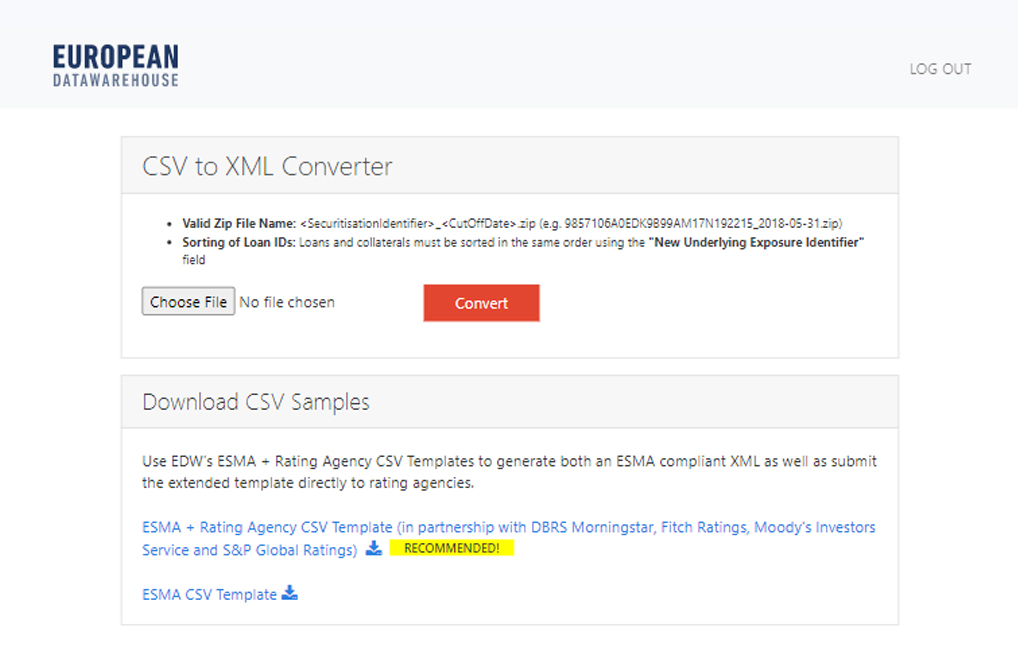 EUROPEAN
DATAWAREHOUSE
LOG OUT
CSV to XML Converter
• Valid Zip File Name: <SecuritisationIdentifier>_<CutOffDate>.zip (e.g. 9857106A0EDK9B99AM17N192215_2018-05-31.zip)
• Sorting of Loan IDs: Loans and collaterals must be sorted in the same order using the "New Underlying Exposure Identifier"
field
Choose File No file chosen
Convert
Download CSV Samples
Use EDW's ESMA + Rating Agency CSV Templates to generate both an ESMA compliant XML as well as submit
the extended template directly to rating agencies.
ESMA + Rating Agency CSV Template (in partnership with DBRS Morningstar, Fitch Ratings, Moody's Investors
Service and S&P Global Ratings) RECOMMENDED!
ESMA CSV Template